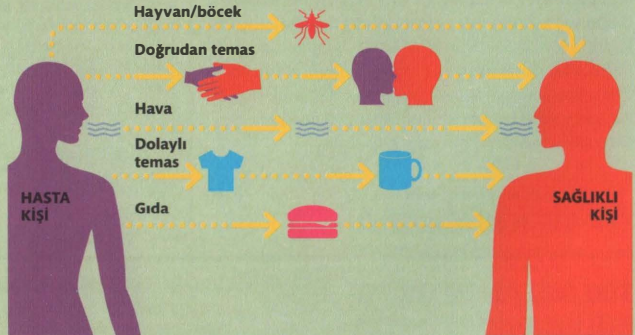 Hayvan/böcek
Doğrudan temas
Hava
Dolaylı
temas
Gıda
HASTA
KİŞİ
SAĞLIKLI
KİŞİ